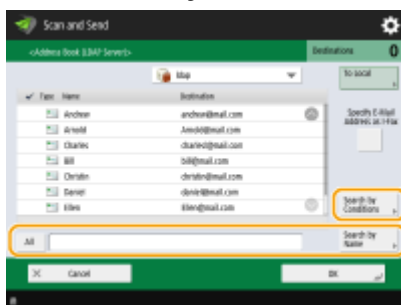 Scan and Send
<Address Book (LDAP Server)>
Destinations 0
ldap
To Local
Type Name Destination
Andrew andrew@mail.com
Arnold Arnold@mail.com
Charles charles@mail.com
Bill bill@mail.com
Christin christin@mail.com
Daniel daniel@mail.com
Ellen Ellen@mail.com
Specify E-Mail
Address as I-Fax
Search by
Conditions
All
Search by
Name
Cancel
OK